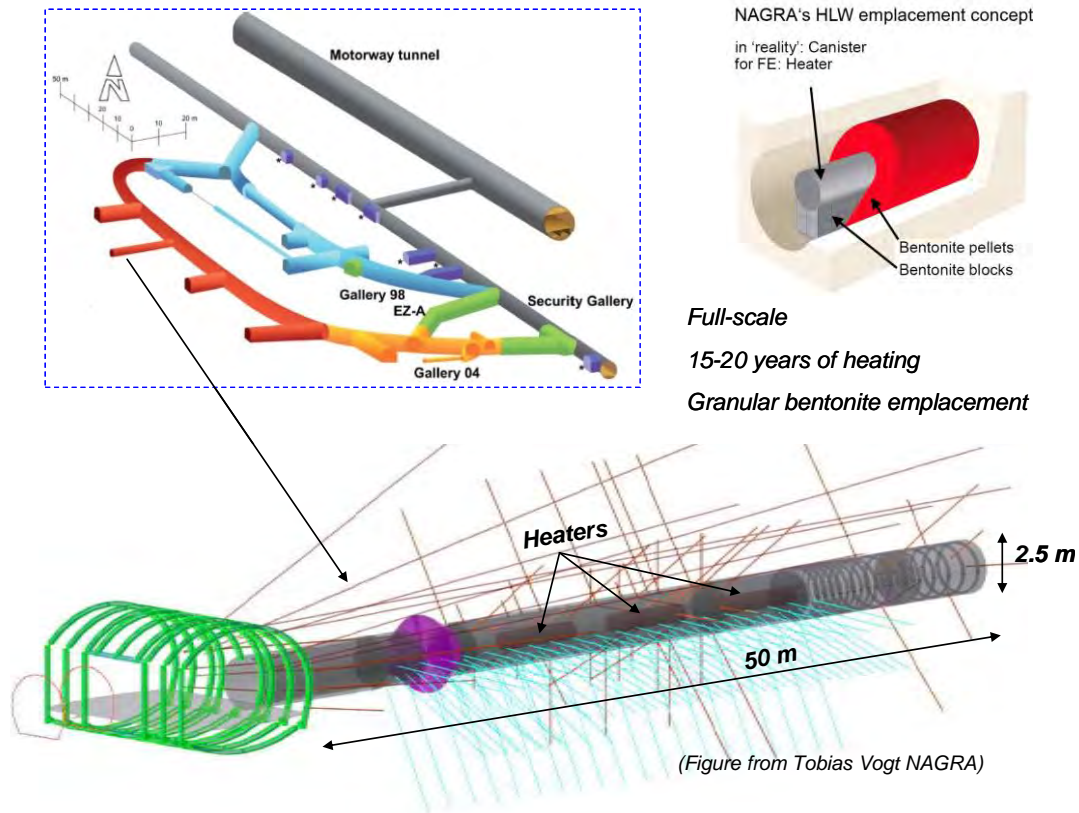 NAGRA's HLW emplacement concept
in 'reality': Canister
for FE: Heater
Bentonite pellets
Bentonite blocks
Motorway tunnel
N
50 m
20
10
0
10
20 m
*
*
*
*
*
*
*
Gallery 98
EZ-A
Security Gallery
Gallery 04
Full-scale
15-20 years of heating
Granular bentonite emplacement
Heaters
2.5 m
50 m
(Figure from Tobias Vogt NAGRA)